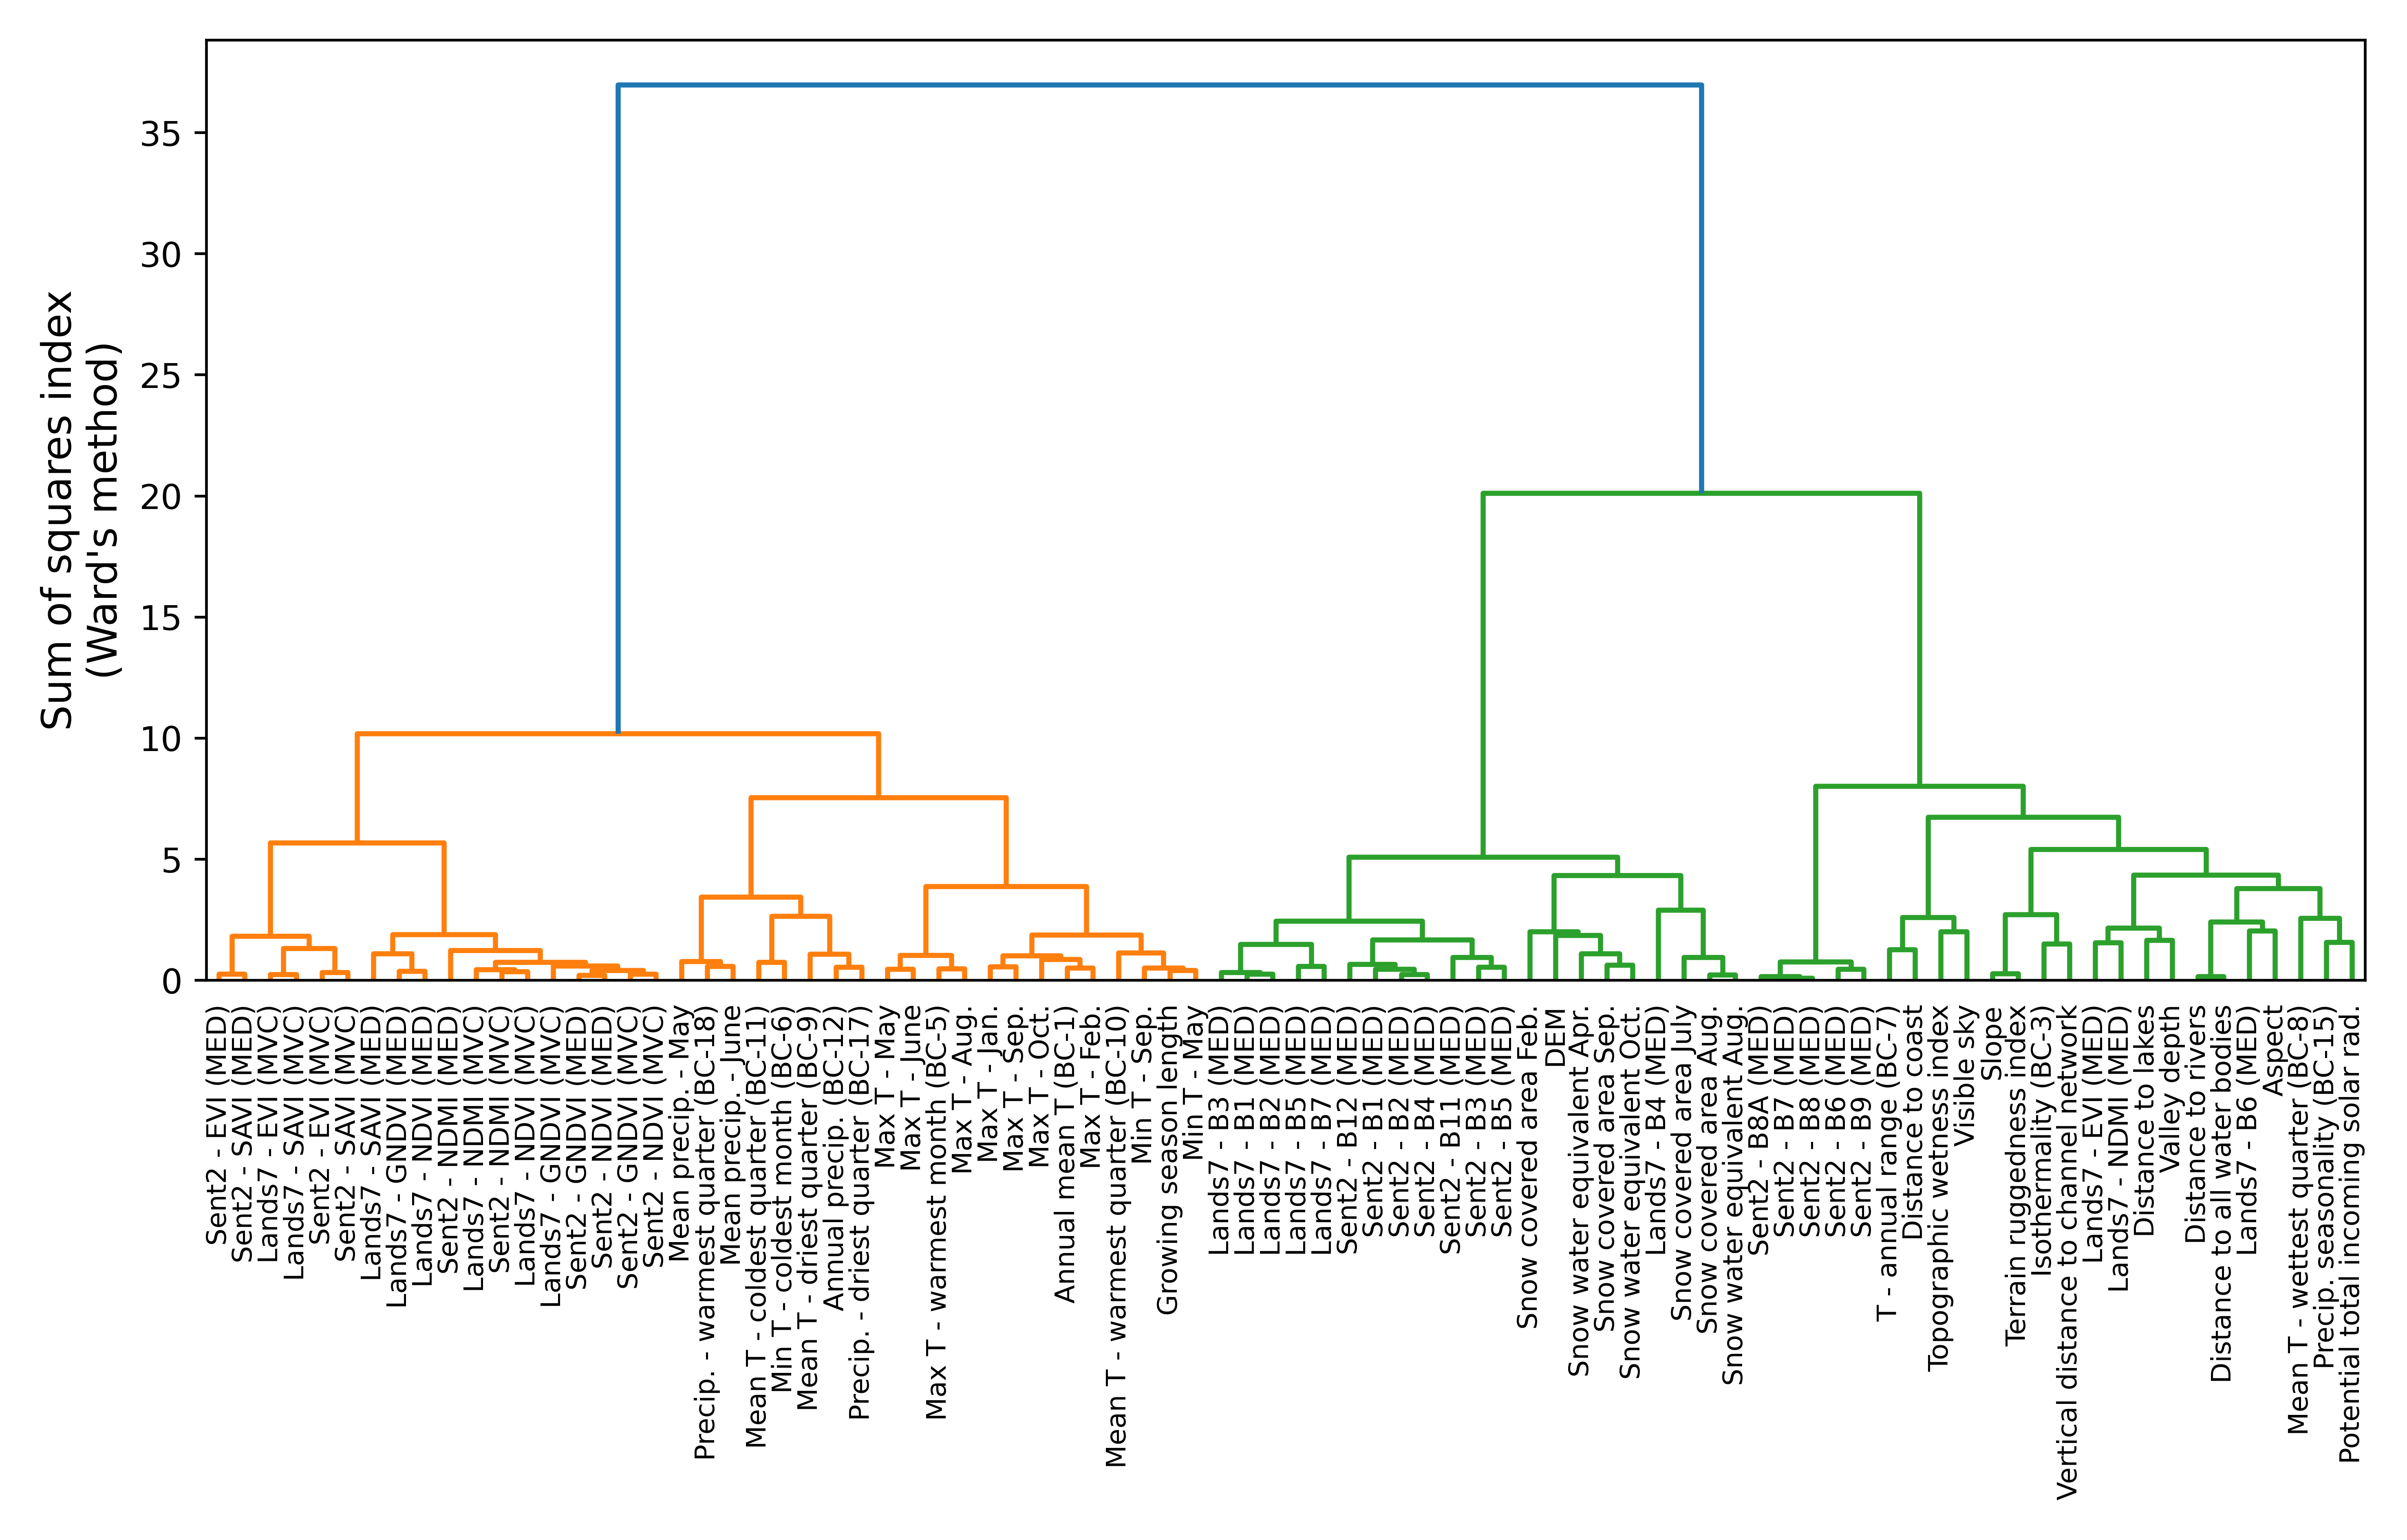 Sum of squares index
(Ward's method)
35
30
25
20
15
10
5
0
Sent2 - EVI (MED)
Sent2 - SAVI (MED)
Lands7 - EVI (MVC)
Lands7 - SAVI (MVC)
Sent2 - EVI (MVC)
Sent2 - SAVI (MVC)
Lands7 - SAVI (MED)
Lands7 - GNDVI (MED)
Lands7 - NDVI (MED)
Sent2 - NDMI (MED)
Lands7 - NDMI (MVC)
Sent2 - NDMI (MVC)
Lands7 - NDVI (MVC)
Lands7 - GNDVI (MVC)
Sent2 - GNDVI (MED)
Sent2 - NDVI (MED)
Sent2 - GNDVI (MVC)
Sent2 - NDVI (MVC)
Mean precip. - May
Precip. - warmest quarter (BC-18)
Mean precip. - June
Mean T - coldest quarter (BC-11)
Min T - coldest month (BC-6)
Mean T - driest quarter (BC-9)
Annual precip. (BC-12)
Precip. - driest quarter (BC-17)
Max T - May
Max T - June
Max T - warmest month (BC-5)
Max T - Aug.
Max T - Jan.
Max T - Sep.
Max T - Oct.
Annual mean T (BC-1)
Max T - Feb.
Mean T - warmest quarter (BC-10)
Min T - Sep.
Growing season length
Min T - May
Lands7 - B3 (MED)
Lands7 - B1 (MED)
Lands7 - B2 (MED)
Lands7 - B5 (MED)
Lands7 - B7 (MED)
Sent2 - B12 (MED)
Sent2 - B1 (MED)
Sent2 - B2 (MED)
Sent2 - B4 (MED)
Sent2 - B11 (MED)
Sent2 - B3 (MED)
Sent2 - B5 (MED)
Snow covered area Feb.
DEM
Snow water equivalent Apr.
Snow covered area Sep.
Snow water equivalent Oct.
Lands7 - B4 (MED)
Snow covered area July
Snow covered area Aug.
Snow water equivalent Aug.
Sent2 - B8A (MED)
Sent2 - B7 (MED)
Sent2 - B8 (MED)
Sent2 - B6 (MED)
Sent2 - B9 (MED)
T - annual range (BC-7)
Distance to coast
Topographic wetness index
Visible sky
Slope
Terrain ruggedness index
Isothermality (BC-3)
Vertical distance to channel network
Lands7 - EVI (MED)
Lands7 - NDMI (MED)
Distance to lakes
Valley depth
Distance to rivers
Distance to all water bodies
Lands7 - B6 (MED)
Aspect
Mean T - wettest quarter (BC-8)
Precip. seasonality (BC-15)
Potential total incoming solar rad.